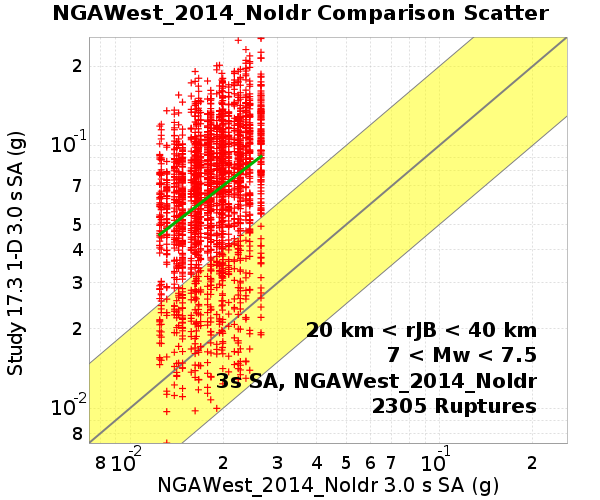 NGAWest_2014_NoIdr Comparison Scatter
Study 17.3 1-D 3.0 s SA (g)
2
10-1
7
5
4
3
2
10-2
8
20 km < rJB < 40 km
7 < Mw < 7.5
3s SA, NGAWest_2014_NoIdr
2305 Ruptures
8 10-2 2 3 4 5 6 7 10-1 2
NGAWest_2014_NoIdr 3.0 s SA (g)